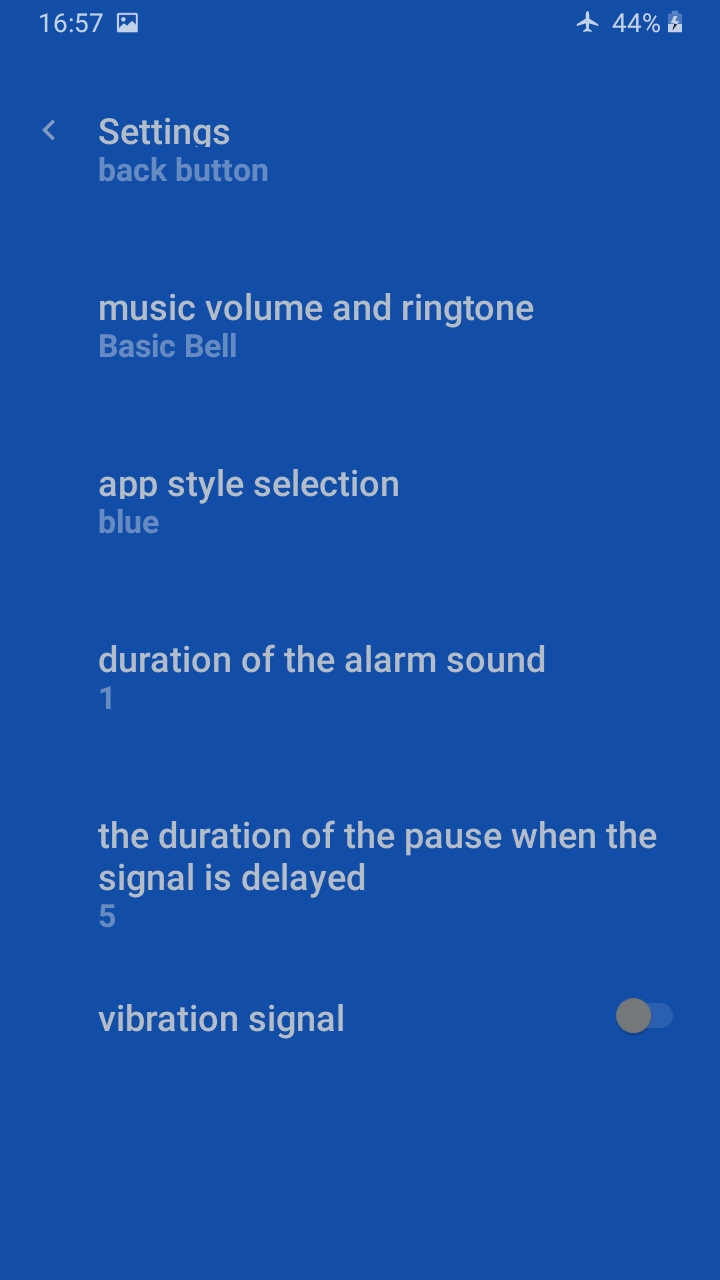 16:57
44%
Settings
back button
music volume and ringtone
Basic Bell
app style selection
blue
duration of the alarm sound
1
the duration of the pause when the
signal is delayed
5
vibration signal